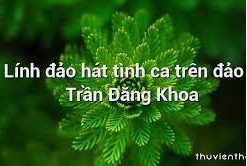 Lính đảo hát tình ca trên đảo
Trần Đăng Khoa
thuvienth